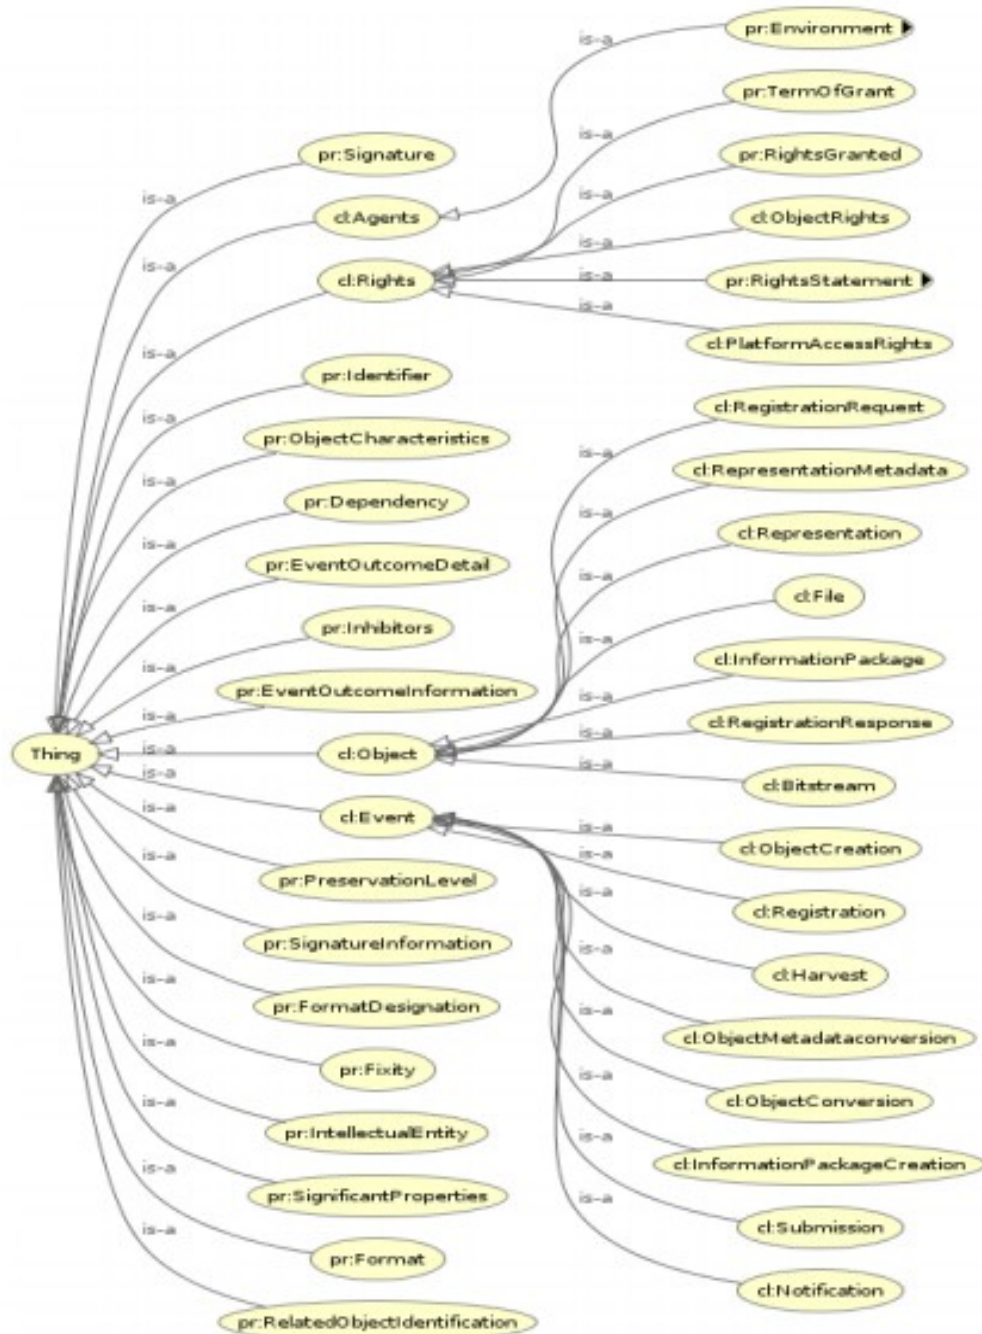 pr:Environment
is-a
pr:TermOfGrant
is-a
pr:RightsGranted
is-a
cl:ObjectRights
is-a
pr:RightsStatement
is-a
cl:PlatformAccessRights
is-a
cl:RegistrationRequest
is-a
cl:RepresentationMetadata
is-a
cl:Representation
is-a
cl:File
is-a
cl:InformationPackage
is-a
cl:RegistrationResponse
is-a
cl:Bitstream
is-a
cl:ObjectCreation
is-a
cl:Registration
is-a
cl:Harvest
is-a
cl:ObjectMetadataconversion
is-a
cl:ObjectConversion
is-a
cl:InformationPackageCreation
is-a
cl:Submission
is-a
cl:Notification
is-a
pr:Signature
is-a
cl:Agents
is-a
cl:Rights
is-a
pr:Identifier
is-a
pr:ObjectCharacteristics
is-a
pr:Dependency
is-a
pr:EventOutcomeDetail
is-a
pr:Inhibitors
is-a
pr:EventOutcomeInformation
is-a
Thing
cl:Object
is-a
cl:Event
is-a
pr:PreservationLevel
is-a
pr:SignatureInformation
is-a
pr:FormatDesignation
is-a
pr:Fixity
is-a
pr:IntellectualEntity
is-a
pr:SignificantProperties
is-a
pr:Format
is-a
pr:RelatedObjectIdentification
is-a